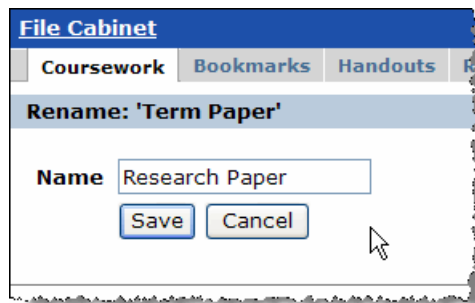 File Cabinet
Coursework Bookmarks Handouts
Rename: 'Term Paper'
Name Research Paper
Save Cancel